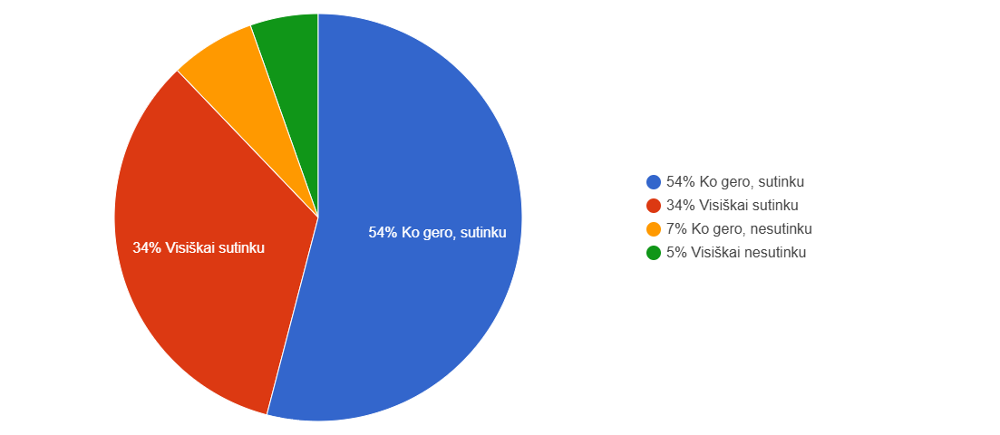 54% Ko gero, sutinku
34% Visiškai sutinku
54% Ko gero, sutinku
34% Visiškai sutinku
7% Ko gero, nesutinku
5% Visiškai nesutinku